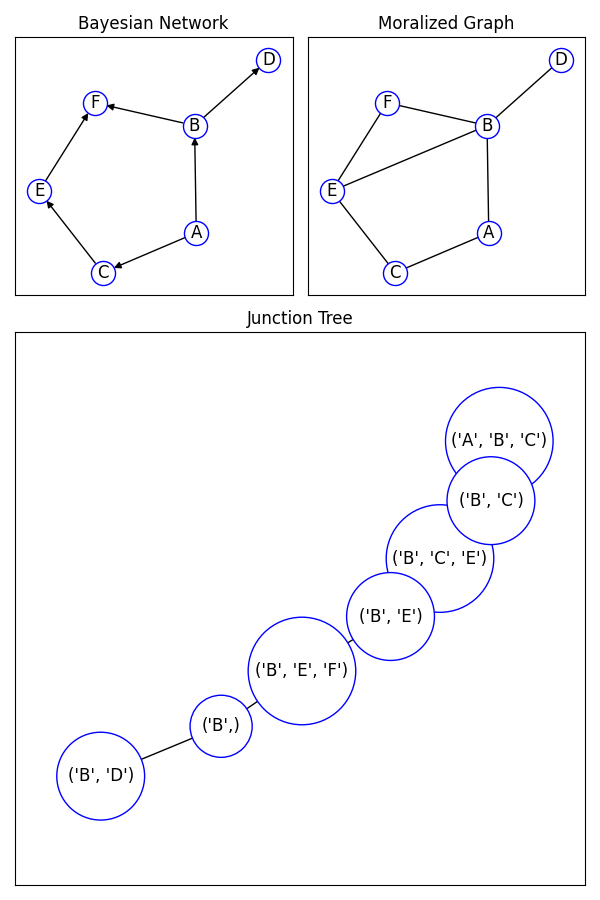 Bayesian Network
Moralized Graph
D
F
B
E
A
C
D
F
B
E
A
C
Junction Tree
('A', 'B', 'C')
('B', 'C')
('B', 'C', 'E')
('B', 'E')
('B', 'E', 'F')
('B',)
('B', 'D')